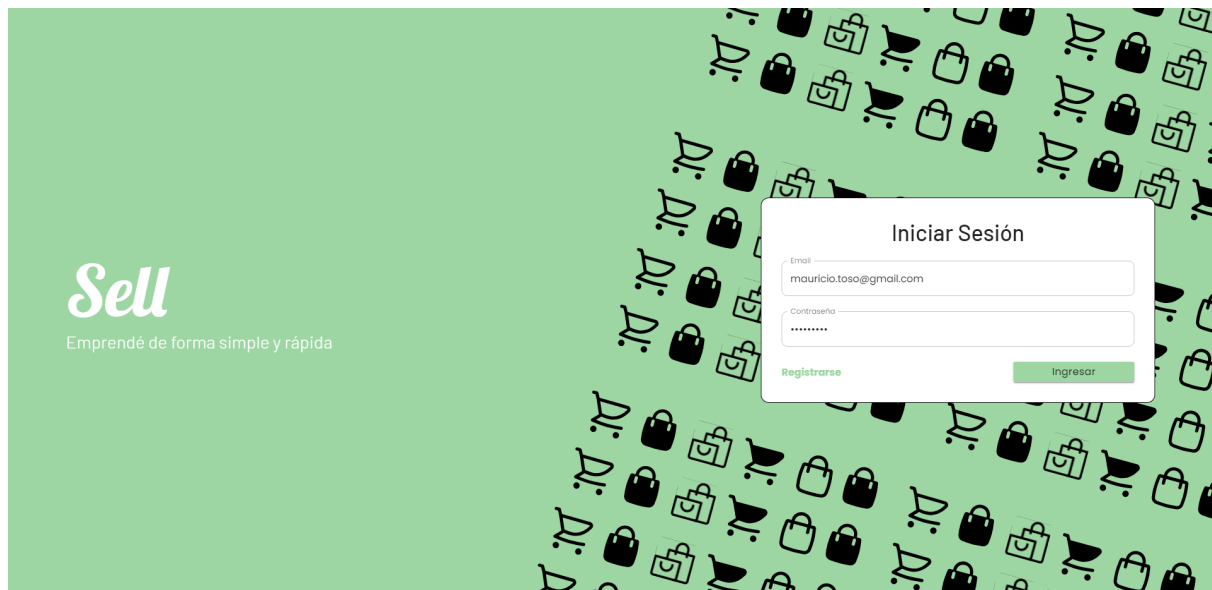 Sell
Emprendé de forma simple y rápida
Iniciar Sesión
Email
mauricio.toso@gmail.com
Contraseña
•••••••••
Registrarse
Ingresar